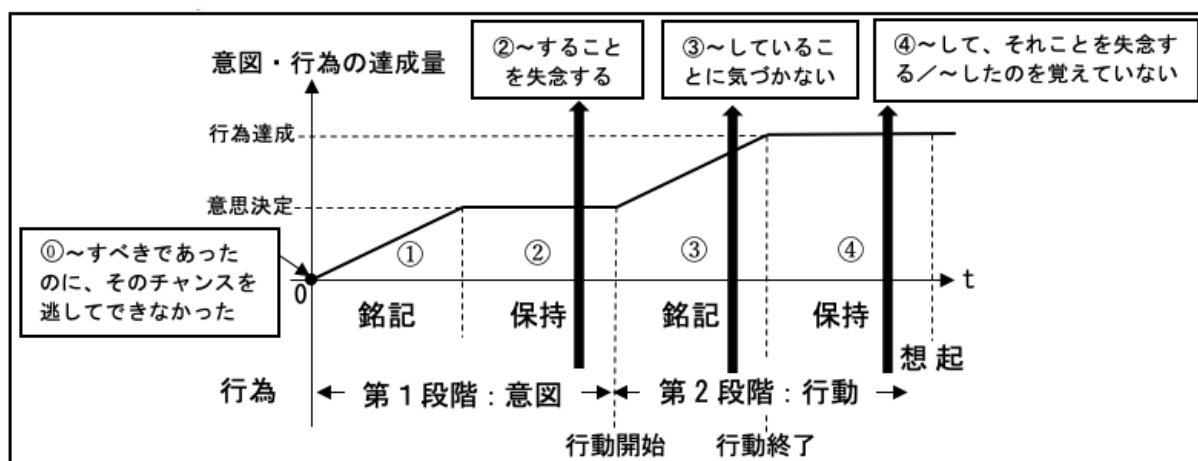 意図・行為の達成量
②～すること
を失念する
③～しているこ
とに気づかない
④～して、それことを失念す
る/～したのを覚えていない
行為達成
意思決定
⓪～すべきであった
のに、そのチャンスを
逃してできなかった
① ② ③ ④
0
t
銘記 保持 銘記 保持
想起
行為 第1段階：意図 第2段階：行動
行動開始 行動終了